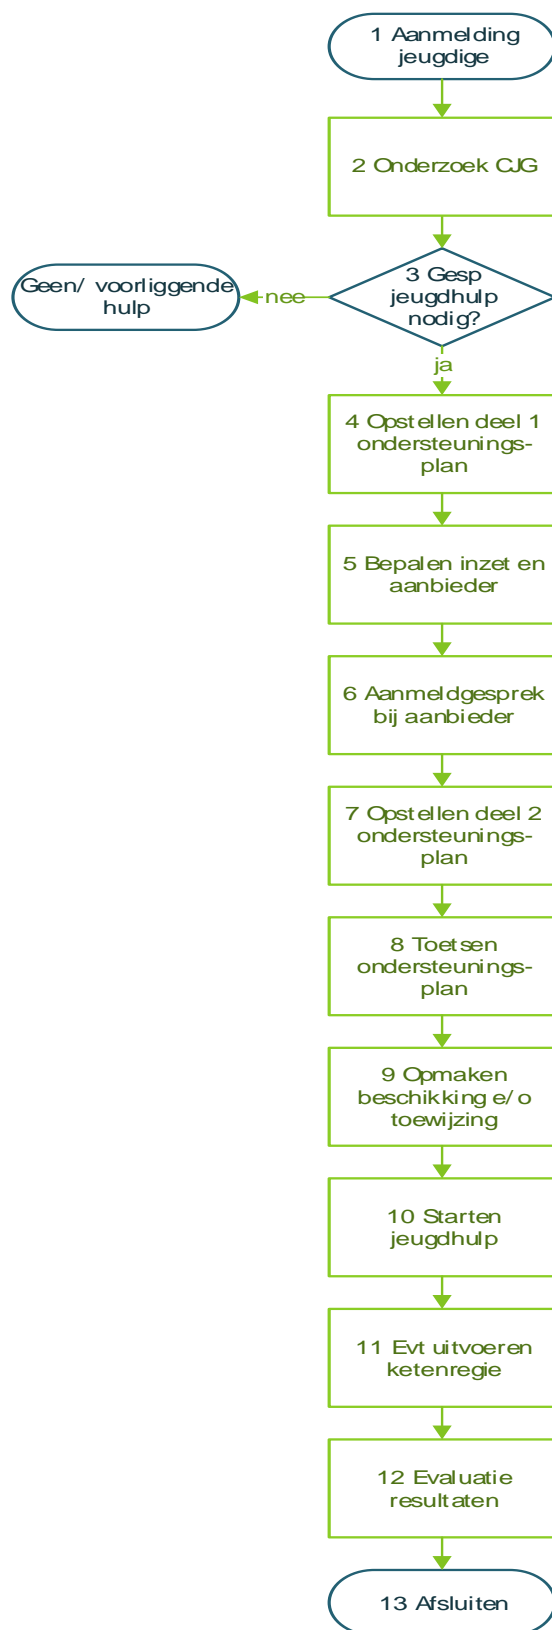 1 Aanmelding
jeugdige
2 Onderzoek CJG
3 Gesp
jeugdhulp
nodig?
nee
Geen/ voorliggende
hulp
ja
4 Opstellen deel 1
ondersteunings-
plan
5 Bepalen inzet en
aanbieder
6 Aanmeldgesprek
bij aanbieder
7 Opstellen deel 2
ondersteunings-
plan
8 Toetsen
ondersteunings-
plan
9 Opmaken
beschikking e/o
toewijzing
10 Starten
jeugdhulp
11 Evt uitvoeren
ketenregie
12 Evaluatie
resultaten
13 Afsluiten